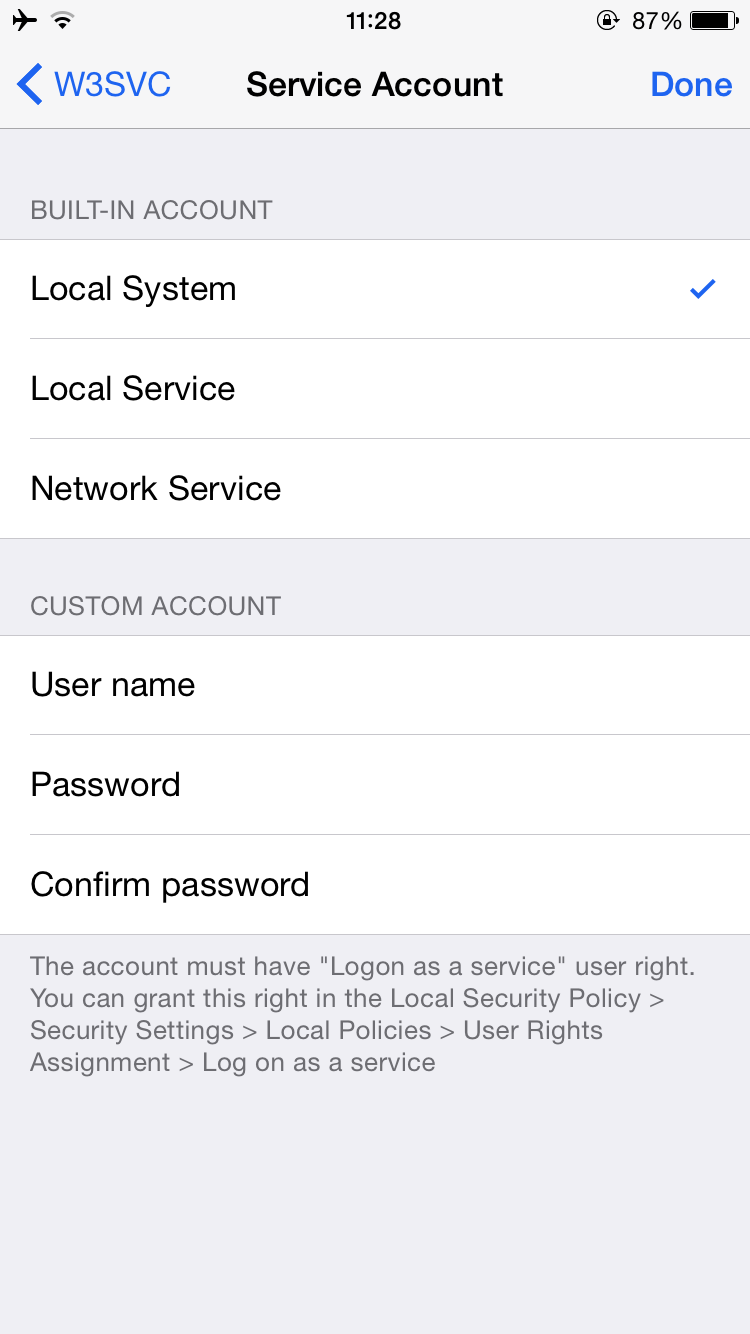 11:28 87%
W3SVC Service Account Done
BUILT-IN ACCOUNT
Local System
Local Service
Network Service
CUSTOM ACCOUNT
User name
Password
Confirm password
The account must have "Logon as a service" user right.
You can grant this right in the Local Security Policy >
Security Settings > Local Policies > User Rights
Assignment > Log on as a service